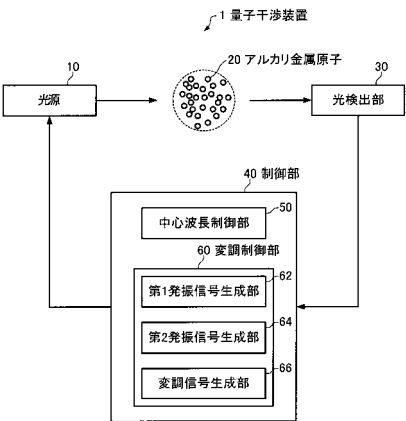 1 量子干渉装置
20 アルカリ金属原子
10
30
光源
光検出部
40 制御部
50
中心波長制御部
60 変調制御部
62
第1発振信号生成部
64
第2発振信号生成部
66
変調信号生成部